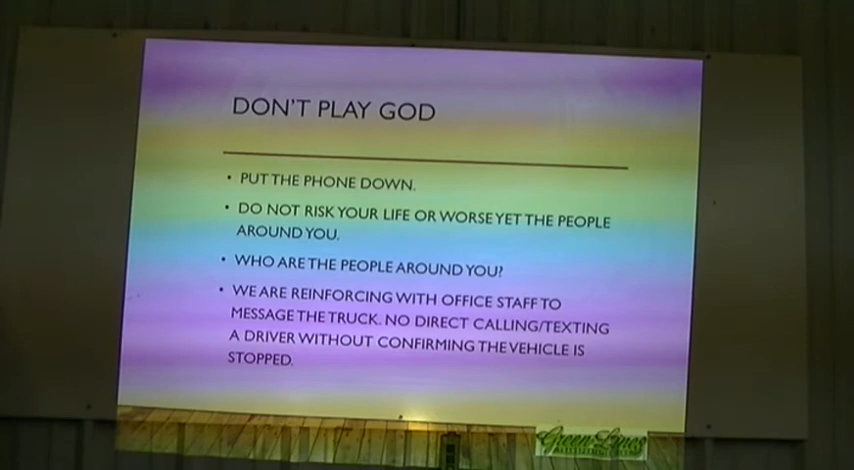 DON'T PLAY GOD
• PUT THE PHONE DOWN.
• DO NOT RISK YOUR LIFE OR WORSE YET THE PEOPLE
AROUND YOU.
• WHO ARE THE PEOPLE AROUND YOU?
• WE ARE REINFORCING WITH OFFICE STAFF TO
MESSAGE THE TRUCK. NO DIRECT CALLING/TEXTING
A DRIVER WITHOUT CONFIRMING THE VEHICLE IS
STOPPED.
Green Lines